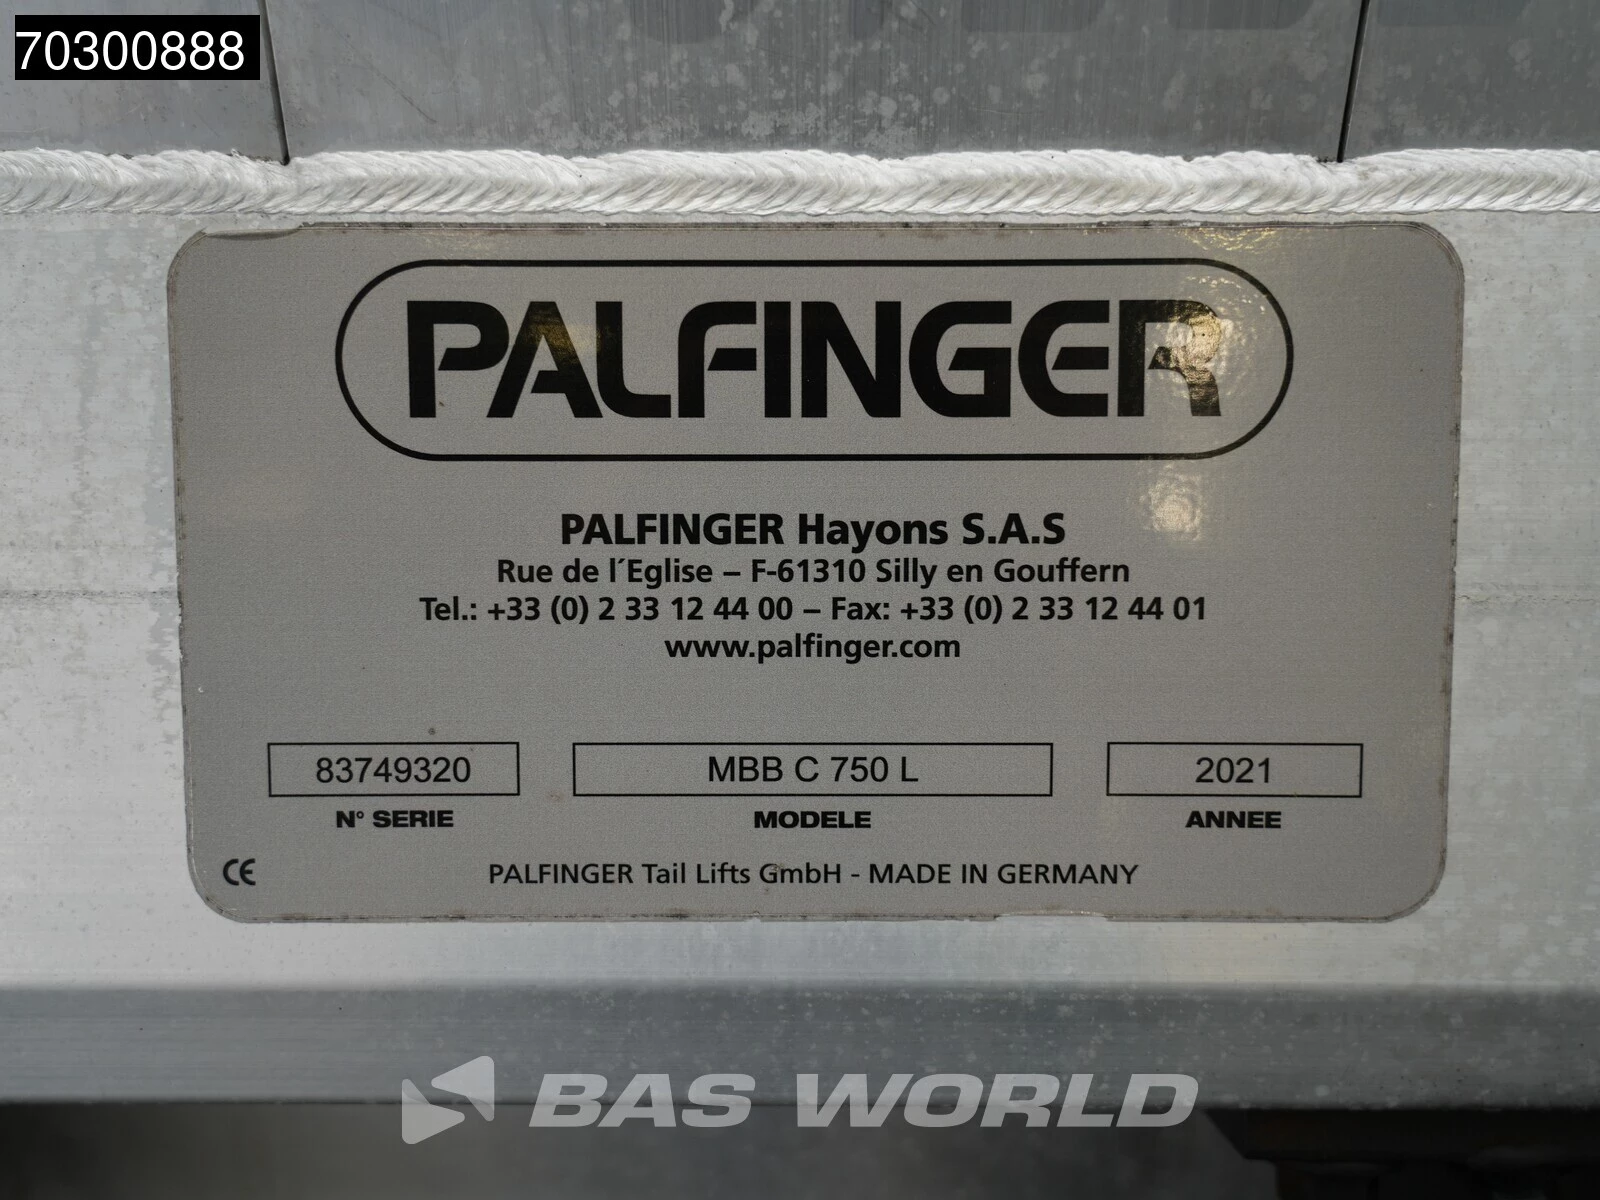 70300888
PALFINGER
PALFINGER Hayons S.A.S
Rue de l´Eglise – F-61310 Silly en Gouffern
Tel.: +33 (0) 2 33 12 44 00 – Fax: +33 (0) 2 33 12 44 01
www.palfinger.com
83749320 MBB C 750 L 2021
N° SERIE MODELE ANNEE
CE PALFINGER Tail Lifts GmbH - MADE IN GERMANY
BAS WORLD